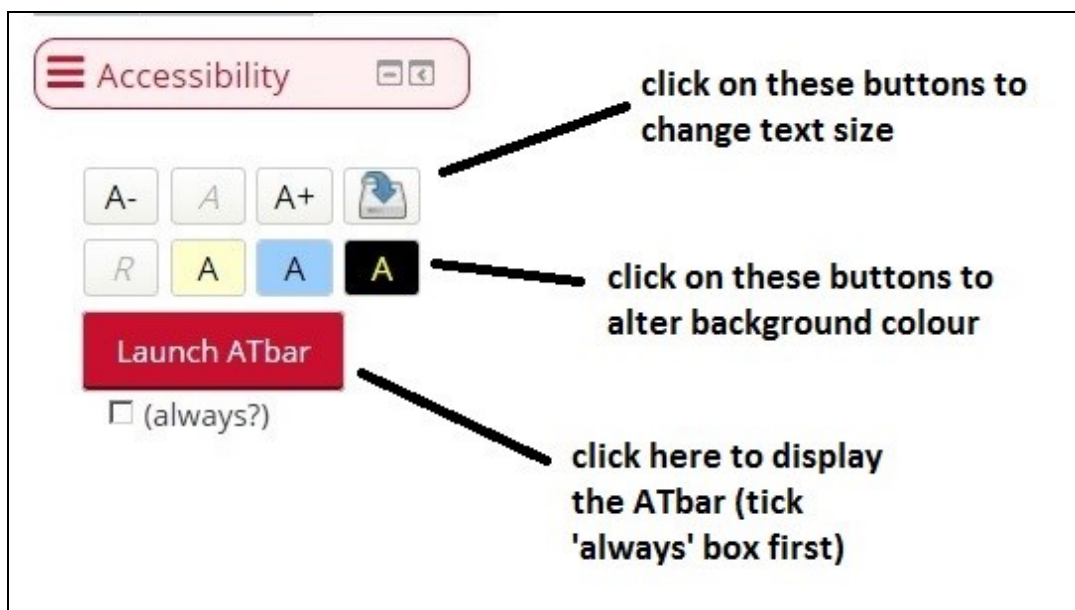 Accessibility
click on these buttons to
change text size
A- A A+
R A A A
click on these buttons to
alter background colour
Launch ATbar
(always?)
click here to display
the ATbar (tick
'always' box first)